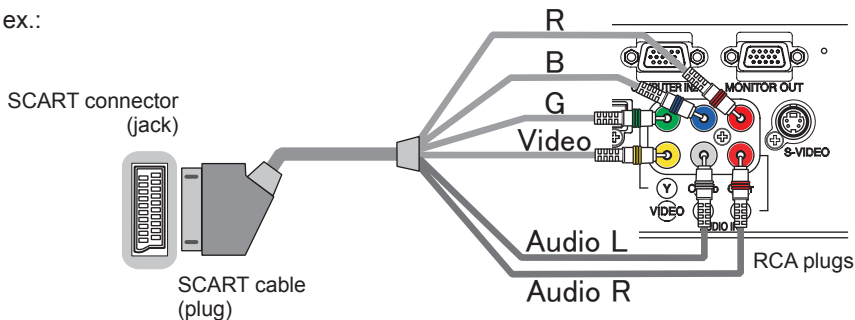 ex.:
R
B
MONITOR OUT
SCART connector
(jack)
G
Video
S-VIDEO
Y
VIDEO
Audio L
RCA plugs
SCART cable
(plug)
Audio R